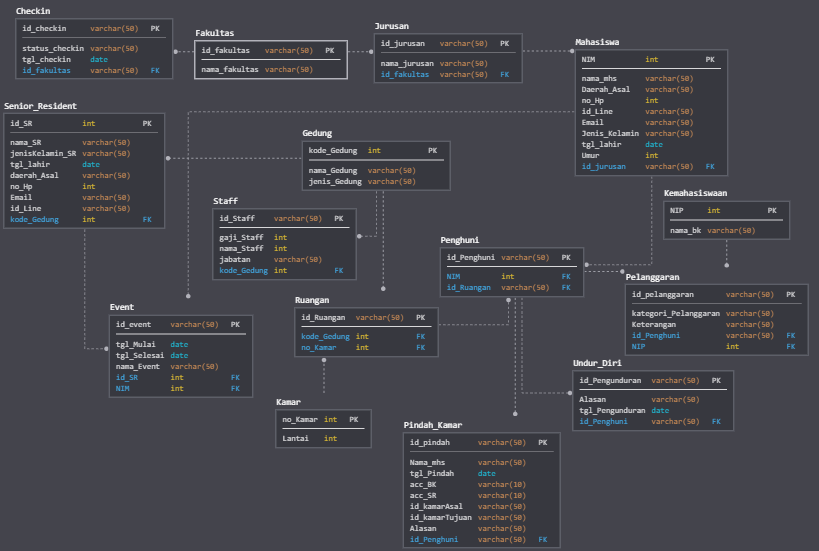 Checkin
id_checkin varchar(50) PK
status_checkin varchar(50)
tgl_checkin date
id_fakultas varchar(50) FK
Fakultas
id_fakultas varchar(50) PK
nama_fakultas varchar(50)
Jurusan
id_jurusan varchar(50) PK
nama_jurusan varchar(50)
id_fakultas varchar(50) FK
Mahasiswa
NIM int PK
nama_mhs varchar(50)
Daerah_Asal varchar(50)
no_Hp int
id_Line varchar(50)
Email varchar(50)
Jenis_Kelamin varchar(50)
tgl_lahir date
Umur int
id_jurusan varchar(50) FK
Senior_Resident
id_SR int PK
nama_SR varchar(50)
jenisKelamin_SR varchar(50)
tgl_lahir date
daerah_Asal varchar(50)
no_Hp int
Email varchar(50)
id_Line varchar(50)
kode_Gedung int FK
Gedung
kode_Gedung int PK
nama_Gedung varchar(50)
jenis_Gedung varchar(50)
Staff
id_Staff varchar(50) PK
gaji_Staff int
nama_Staff int
jabatan varchar(50)
kode_Gedung int FK
Kemahasiswaan
NIP int PK
nama_bk varchar(50)
Penghuni
id_Penghuni varchar(50) PK
NIM int FK
id_Ruangan varchar(50) FK
Pelanggaran
id_pelanggaran varchar(50) PK
kategori_Pelanggaran varchar(50)
Keterangan varchar(50)
id_Penghuni varchar(50) FK
NIP int FK
Event
id_event varchar(50) PK
tgl_Mulai date
tgl_Selesai date
nama_Event varchar(50)
id_SR int FK
NIM int FK
Ruangan
id_Ruangan varchar(50) PK
kode_Gedung int FK
no_Kamar int FK
Undur_Diri
id_Pengunduran varchar(50) PK
Alasan varchar(50)
tgl_Pengunduran date
id_Penghuni varchar(50) FK
Kamar
no_Kamar int PK
Lantai int
Pindah_Kamar
id_pindah varchar(50) PK
Nama_mhs varchar(50)
tgl_Pindah date
acc_BK varchar(10)
acc_SR varchar(10)
id_kamarAsal varchar(50)
id_kamarTujuan varchar(50)
Alasan varchar(50)
id_Penghuni varchar(50) FK